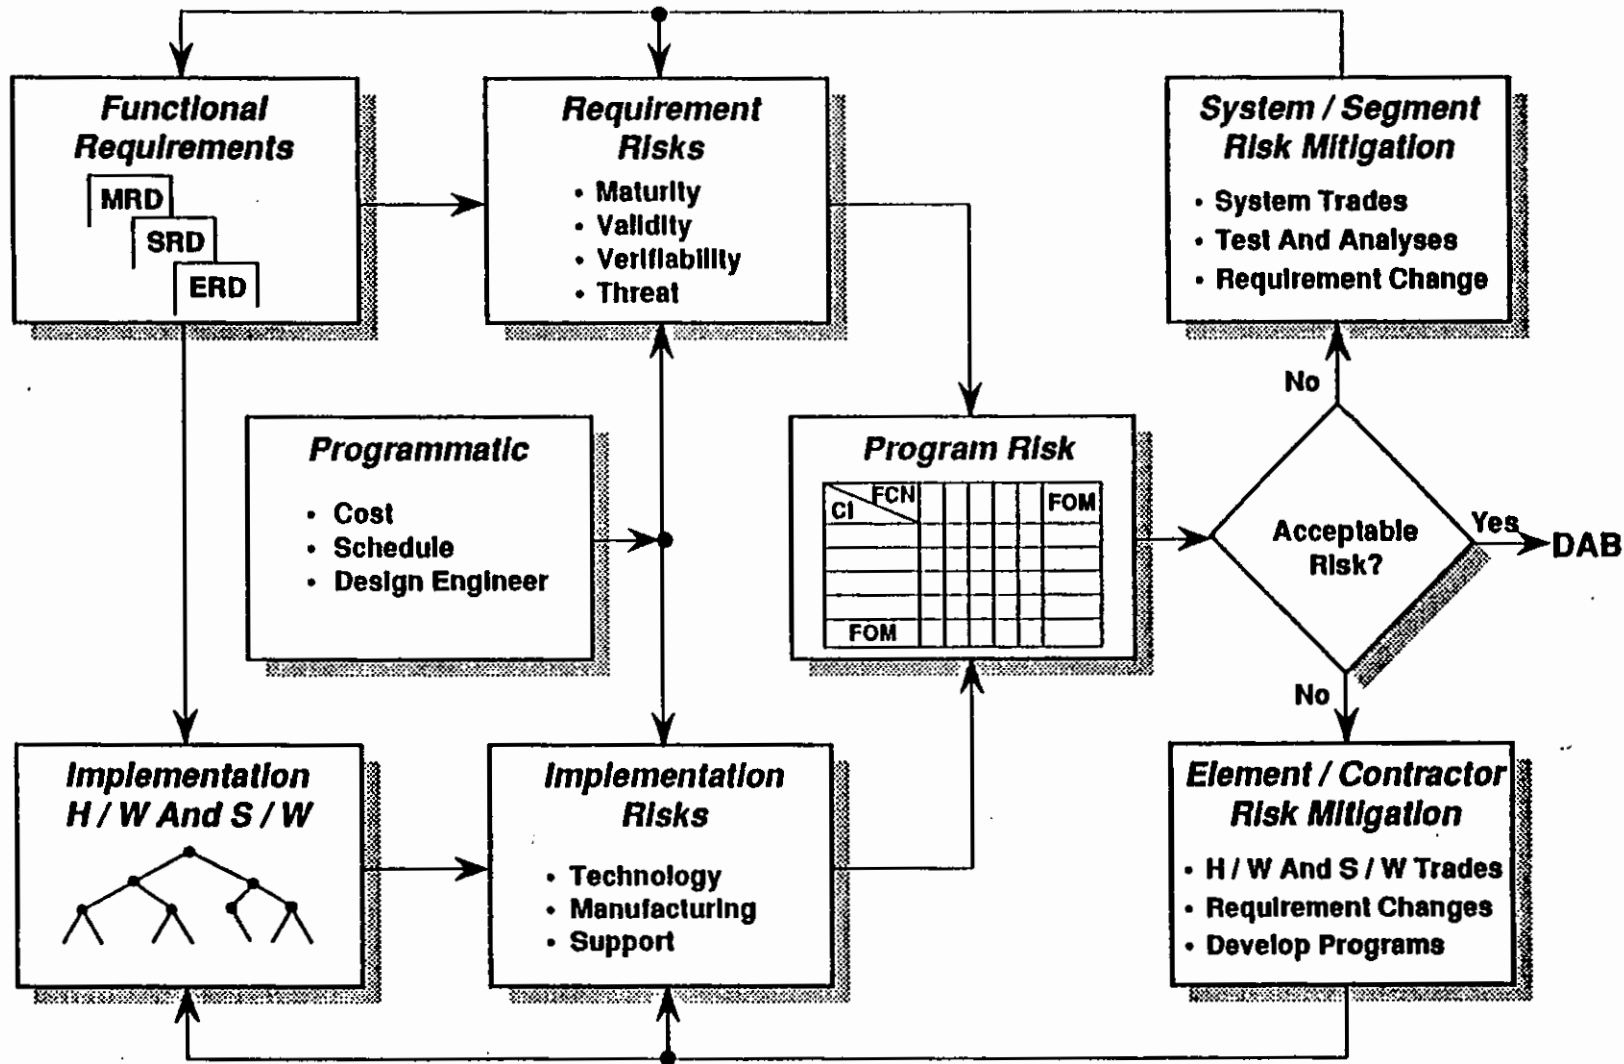 Functional
Requirements
MRD
SRD
ERD
Requirement
Risks
• Maturity
• Validity
• Verifiability
• Threat
System / Segment
Risk Mitigation
• System Trades
• Test And Analyses
• Requirement Change
No
Programmatic
• Cost
• Schedule
• Design Engineer
Program Risk
FCN
CI
FOM
FOM
Acceptable
Risk?
Yes
DAB
No
Implementation
H / W And S / W
Implementation
Risks
• Technology
• Manufacturing
• Support
Element / Contractor
Risk Mitigation
• H / W And S / W Trades
• Requirement Changes
• Develop Programs